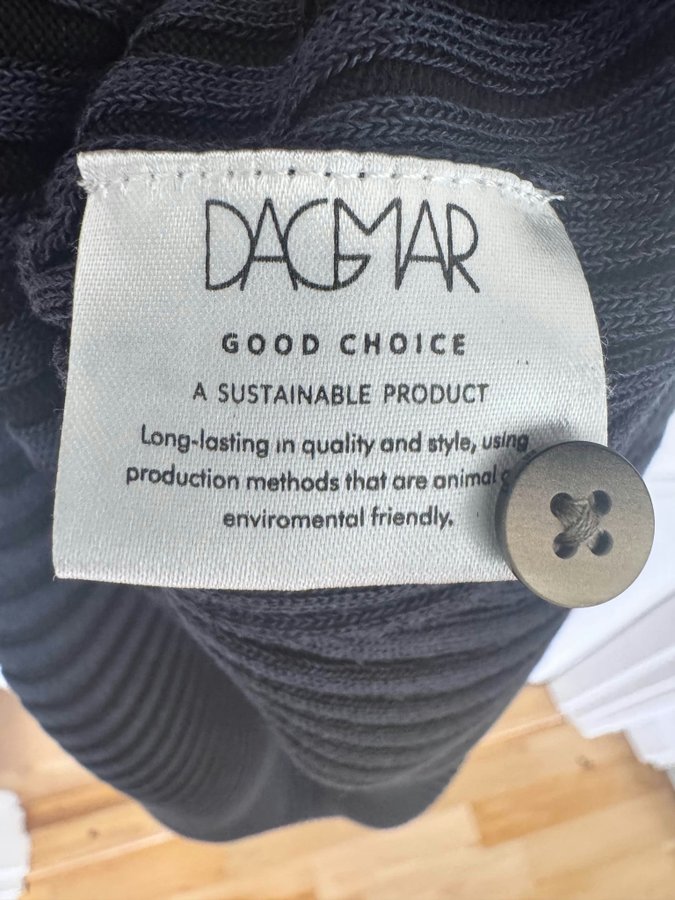 DAGMAR
GOOD CHOICE
A SUSTAINABLE PRODUCT
Long-lasting in quality and style, using
production methods that are animal
enviromental friendly.